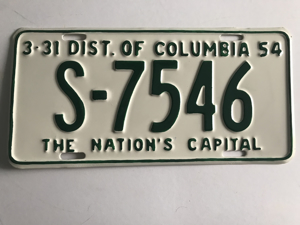 3-31 DIST. OF COLUMBIA 54
S-7546
THE NATION'S CAPITAL